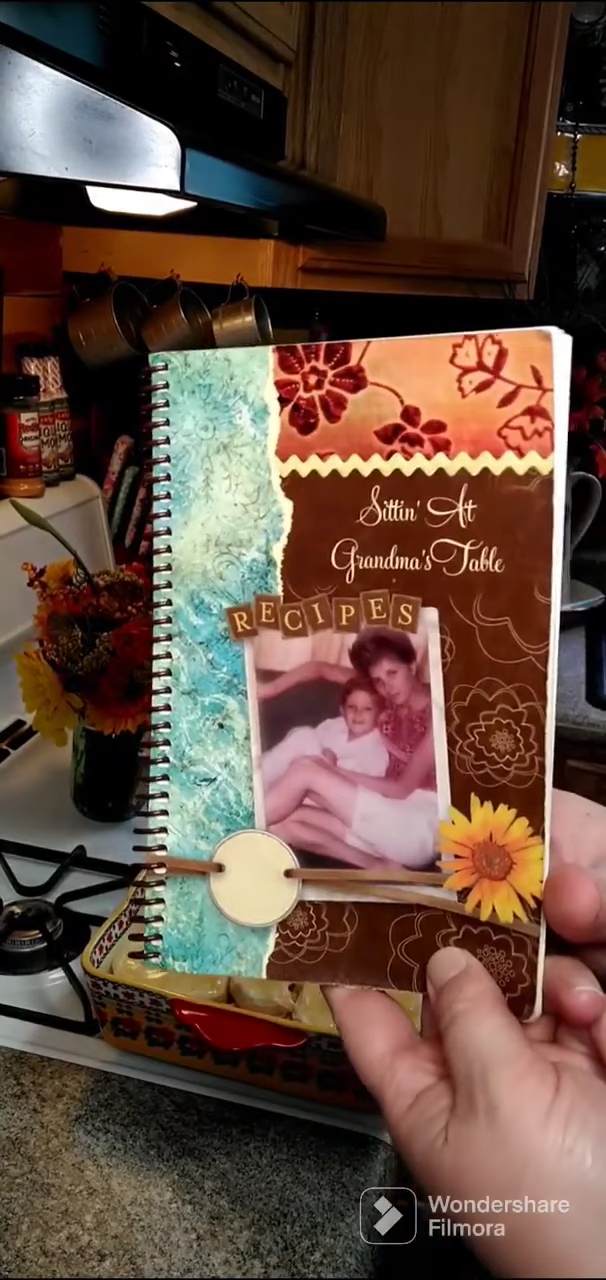 Sittin' At
Grandma's Table
RECIPES
Wondershare
Filmora